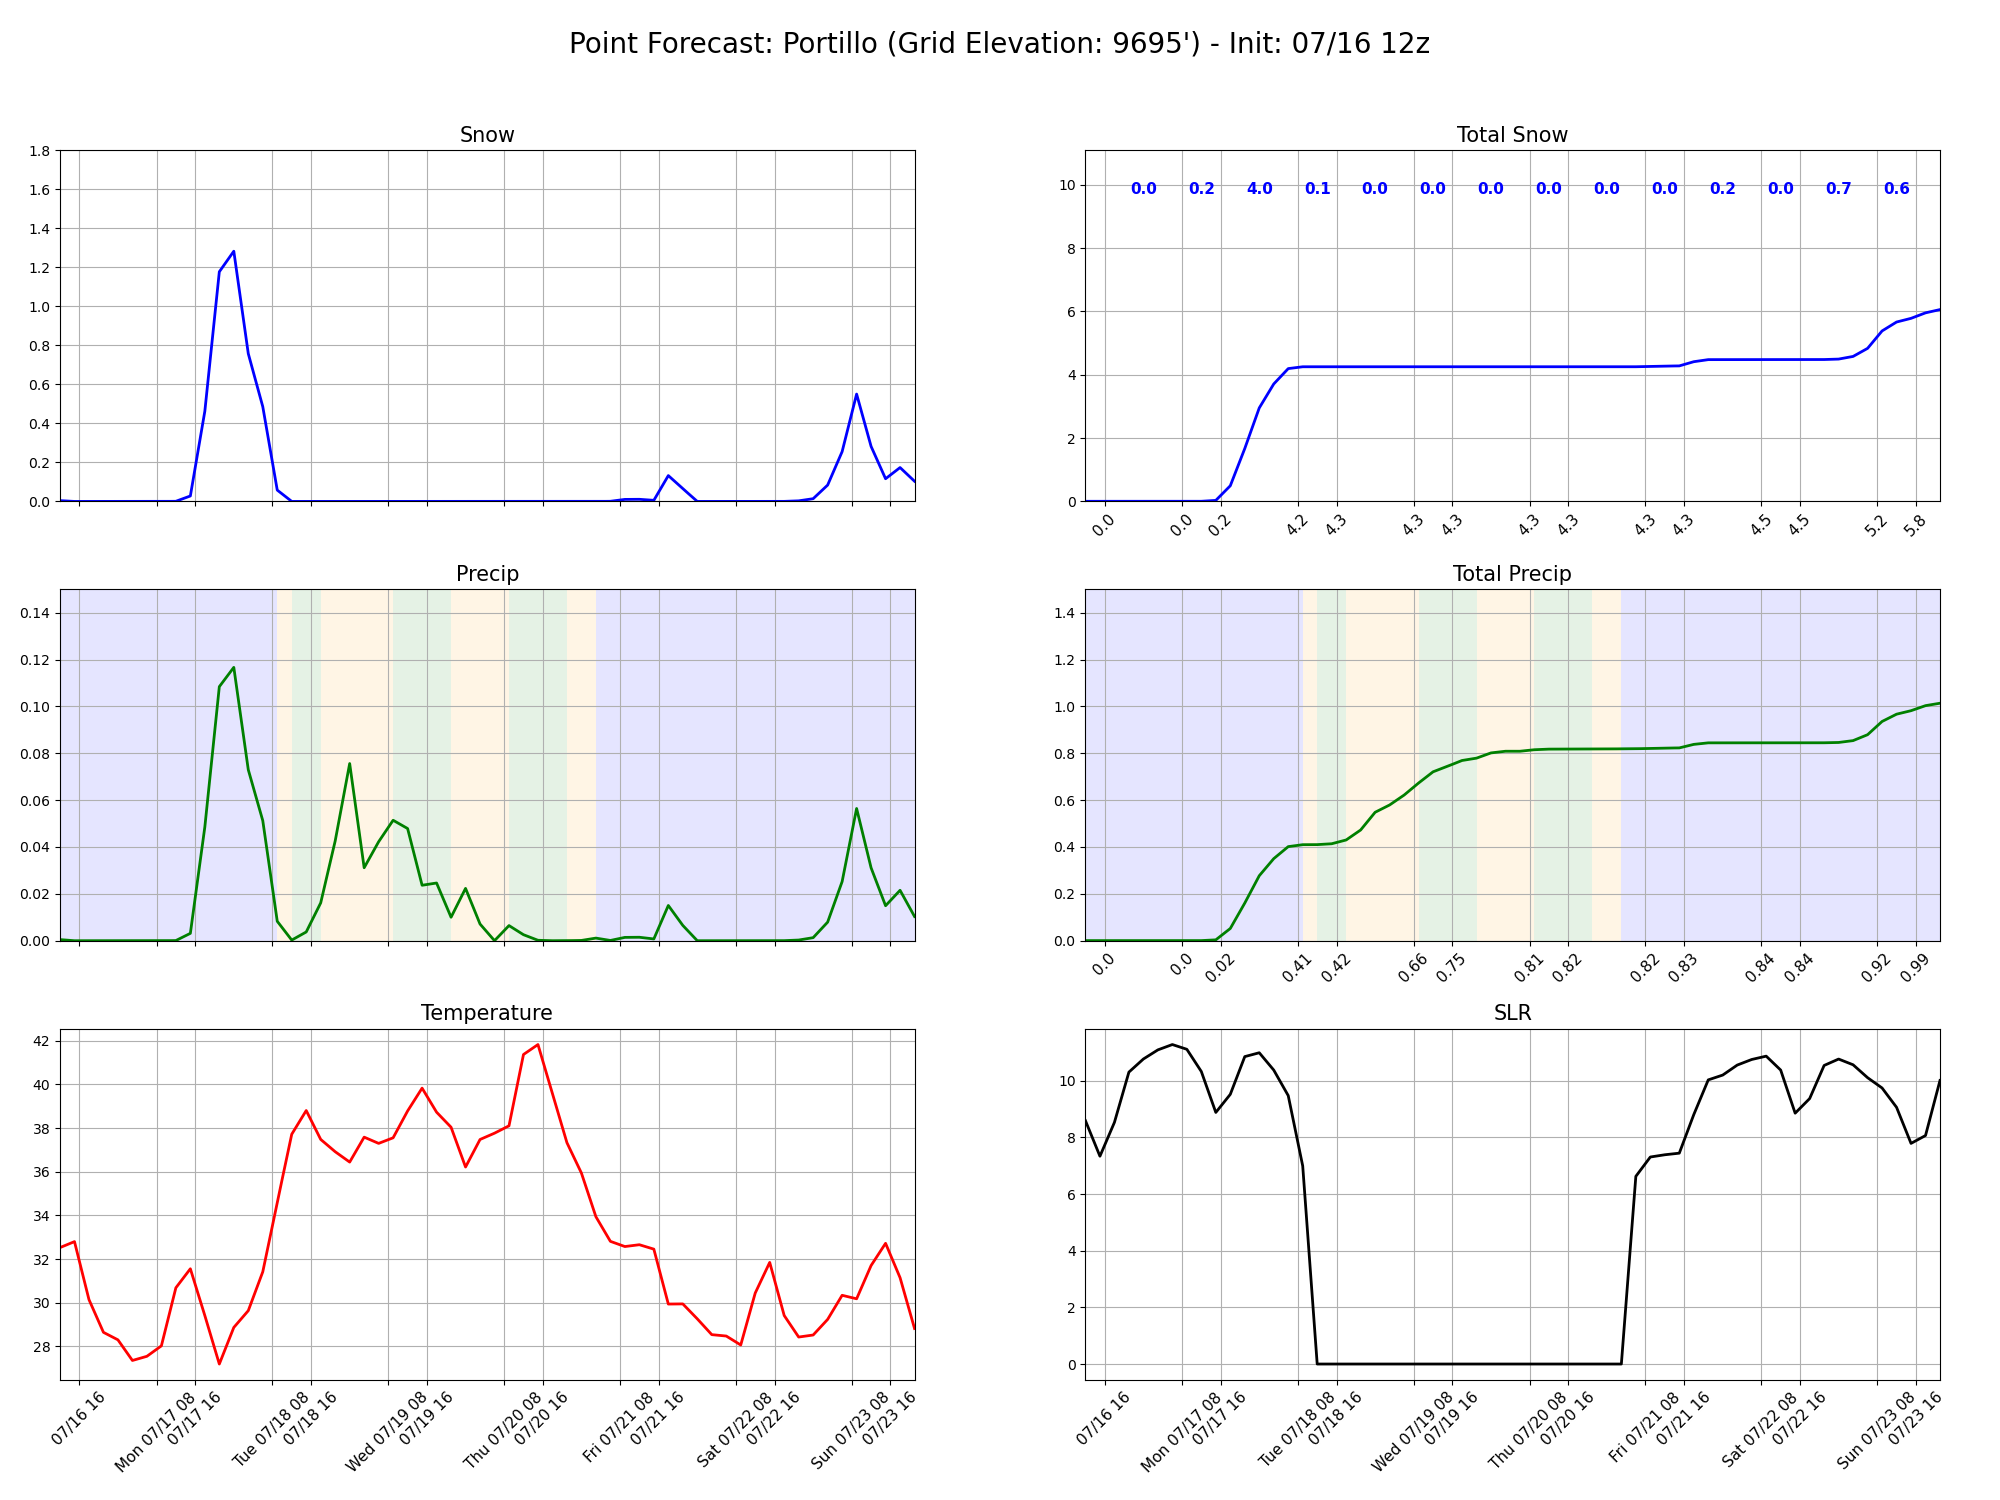 Point Forecast: Portillo (Grid Elevation: 9695') - Init: 07/16 12z
Snow
1.8
1.6
1.4
1.2
1.0
0.8
0.6
0.4
0.2
0.0
Total Snow
10
8
6
4
2
0
0.0 0.2 4.0 0.1 0.0 0.0 0.0 0.0 0.0 0.0 0.2 0.0 0.7 0.6
0.0 0.0 0.2 4.2 4.3 4.3 4.3 4.3 4.3 4.3 4.3 4.5 4.5 5.2 5.8
Precip
0.14
0.12
0.10
0.08
0.06
0.04
0.02
0.00
Total Precip
1.4
1.2
1.0
0.8
0.6
0.4
0.2
0.0
0.0 0.0 0.02 0.41 0.42 0.66 0.75 0.81 0.82 0.82 0.83 0.84 0.84 0.92 0.99
Temperature
42
40
38
36
34
32
30
28
07/16 16
Mon 07/17 08
07/17 16
Tue 07/18 08
07/18 16
Wed 07/19 08
07/19 16
Thu 07/20 08
07/20 16
Fri 07/21 08
07/21 16
Sat 07/22 08
07/22 16
Sun 07/23 08
07/23 16
SLR
10
8
6
4
2
0
07/16 16
Mon 07/17 08
07/17 16
Tue 07/18 08
07/18 16
Wed 07/19 08
07/19 16
Thu 07/20 08
07/20 16
Fri 07/21 08
07/21 16
Sat 07/22 08
07/22 16
Sun 07/23 08
07/23 16